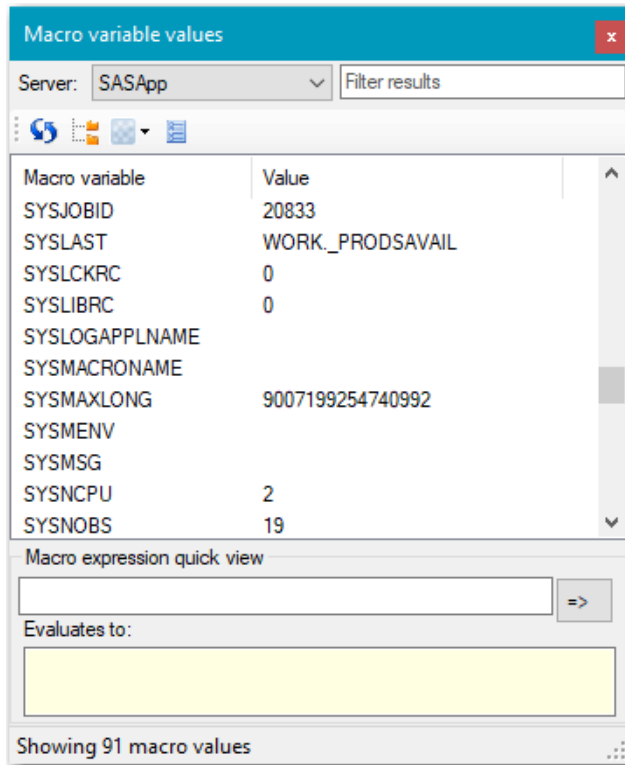 Macro variable values
x
Server: SASApp Filter results
Macro variable Value
SYSJOBID 20833
SYSLAST WORK._PRODSAVAIL
SYSLCKRC 0
SYSLIBRC 0
SYSLOGAPPLNAME
SYSMACRONAME
SYSMAXLONG 9007199254740992
SYSMENV
SYSMSG
SYSNCPU 2
SYSNOBS 19
Macro expression quick view
=>
Evaluates to:
Showing 91 macro values